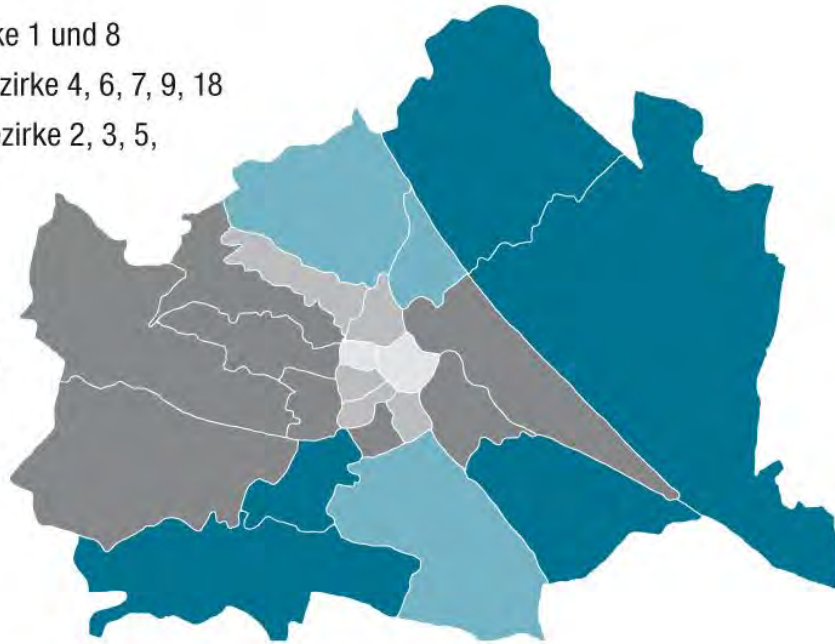 ke 1 und 8
zirke 4, 6, 7, 9, 18
zirke 2, 3, 5,